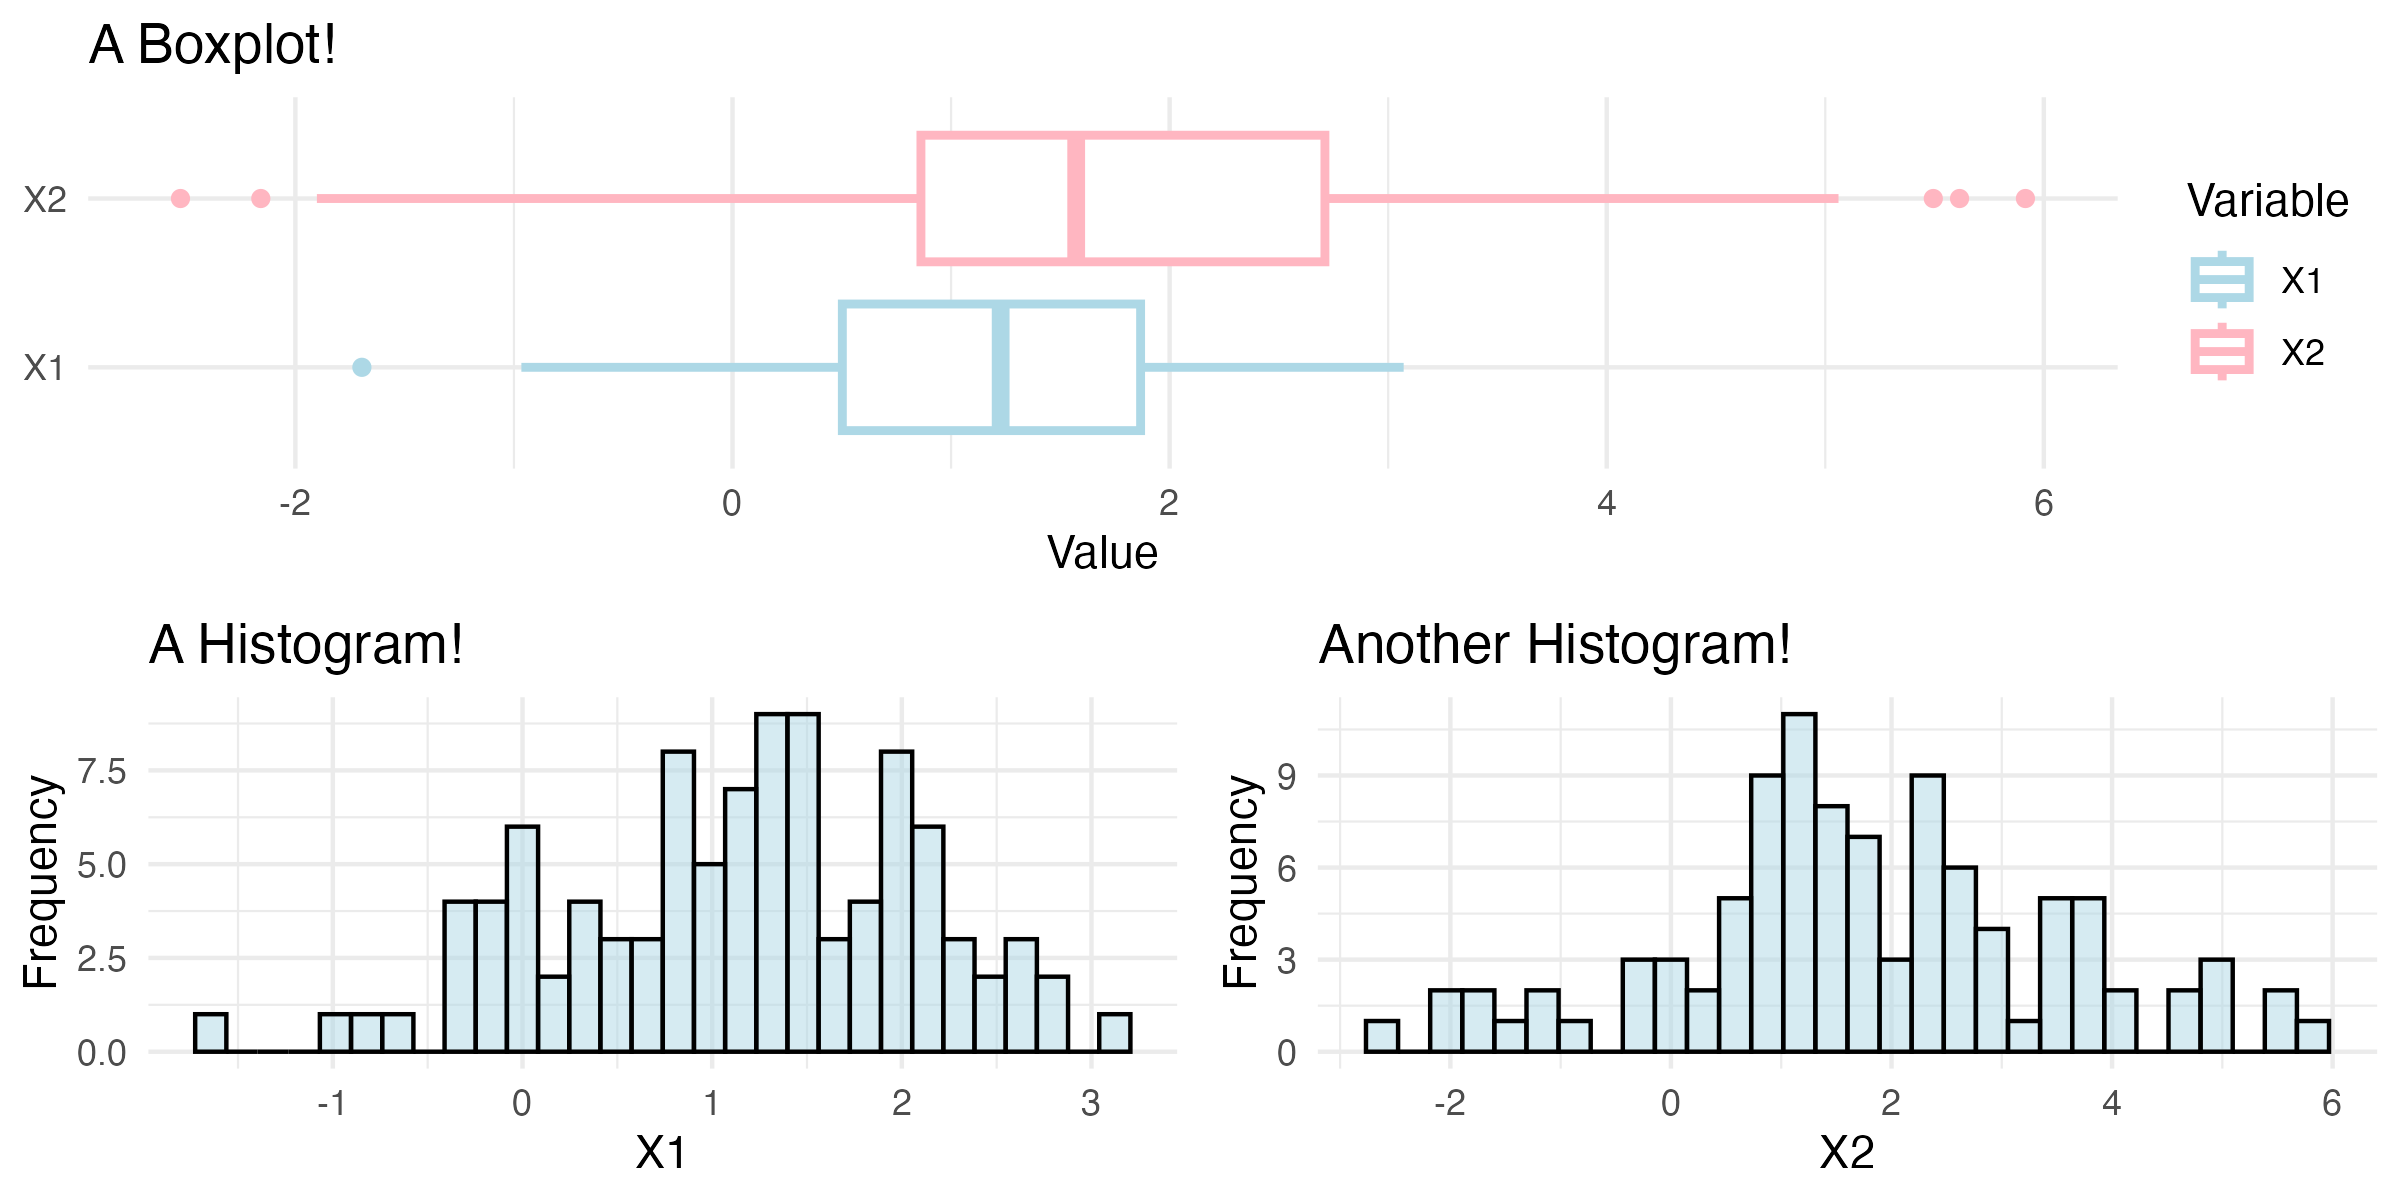 A Boxplot!
X2
X1
-2 0 2 4 6
Value
Variable
X1
X2
A Histogram!
Frequency
7.5
5.0
2.5
0.0
-1 0 1 2 3
X1
Another Histogram!
Frequency
9
6
3
0
-2 0 2 4 6
X2